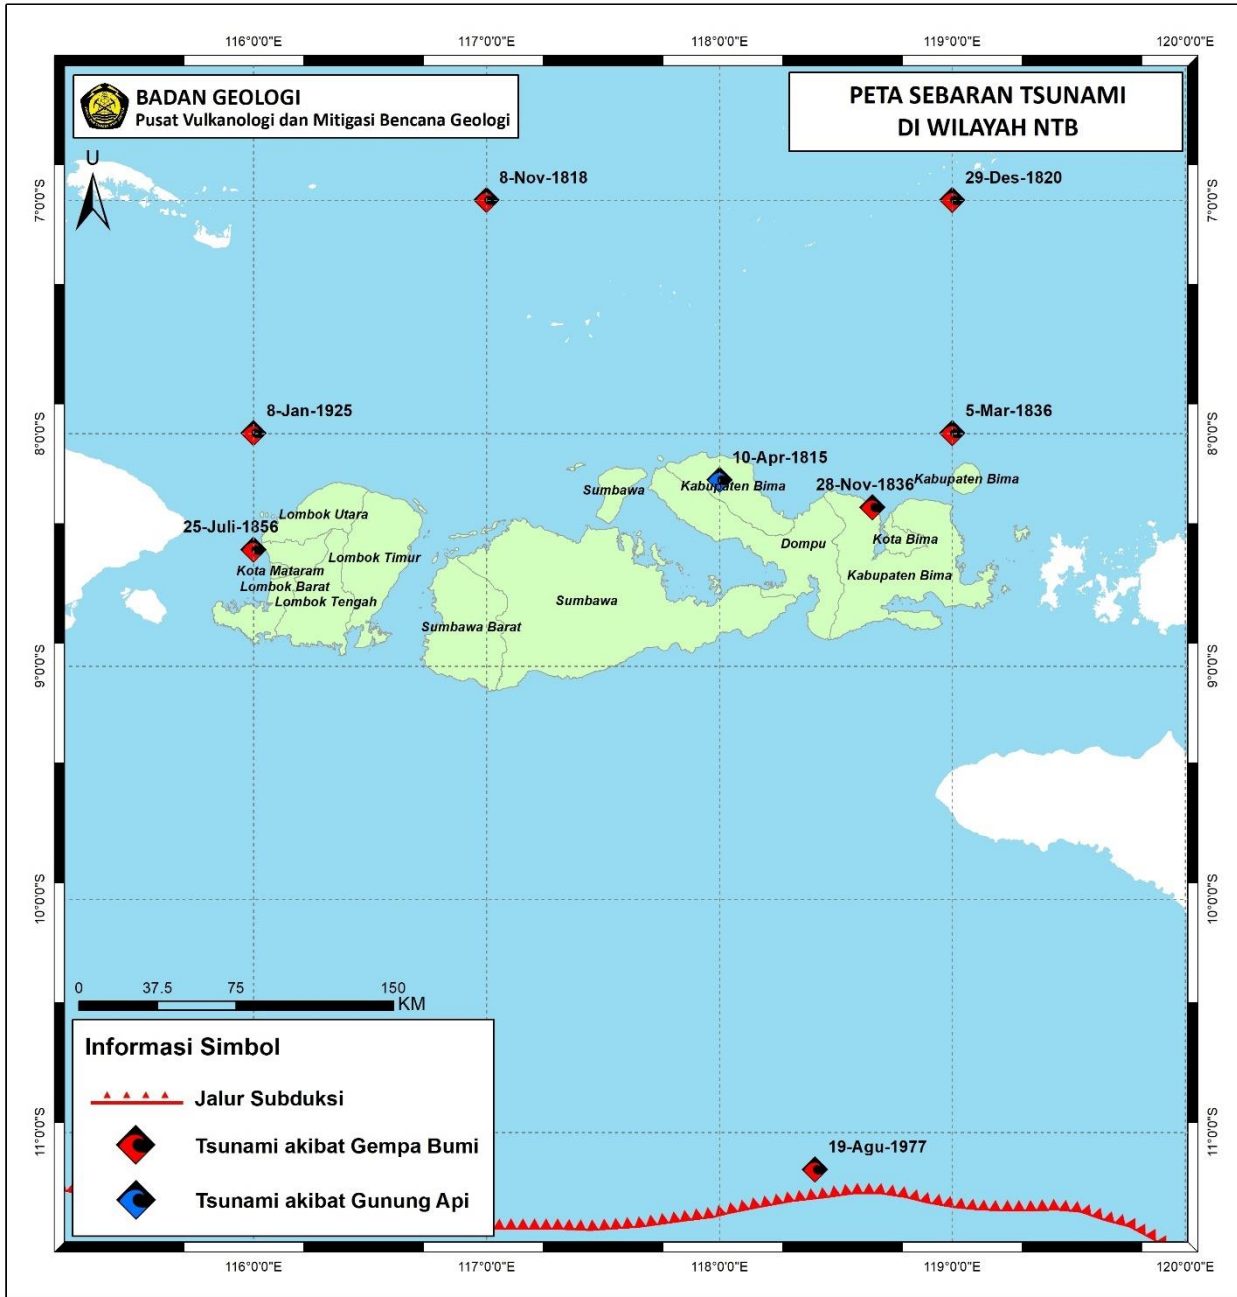 116°0'0"E 117°0'0"E 118°0'0"E 119°0'0"E 120°0'0"E
BADAN GEOLOGI
Pusat Vulkanologi dan Mitigasi Bencana Geologi
PETA SEBARAN TSUNAMI
DI WILAYAH NTB
U
8-Nov-1818
29-Des-1820
7°0'0"S 7°0'0"S
8-Jan-1925
5-Mar-1836
8°0'0"S 8°0'0"S
10-Apr-1815
Kabupaten Bima
Kabupaten Bima
Sumbawa
28-Nov-1836
Lombok Utara
25-Juli-1856
Kota Bima
Dompu
Lombok Timur
Kota Mataram
Kabupaten Bima
Lombok Barat
Lombok Tengah
Sumbawa
Sumbawa Barat
9°0'0"S 9°0'0"S
10°0'0"S 10°0'0"S
0 37.5 75 150
KM
Informasi Simbol
Jalur Subduksi
Tsunami akibat Gempa Bumi
Tsunami akibat Gunung Api
11°0'0"S 11°0'0"S
19-Agu-1977
116°0'0"E 117°0'0"E 118°0'0"E 119°0'0"E 120°0'0"E